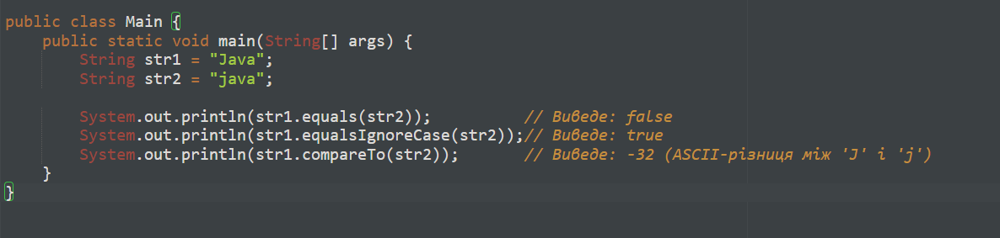 public class Main {
    public static void main(String[] args) {
        String str1 = "Java";
        String str2 = "java";
        System.out.println(str1.equals(str2));          // Виведе: false
        System.out.println(str1.equalsIgnoreCase(str2));// Виведе: true
        System.out.println(str1.compareTo(str2));       // Виведе: -32 (ASCII-різниця між 'J' і 'j')
    }
}